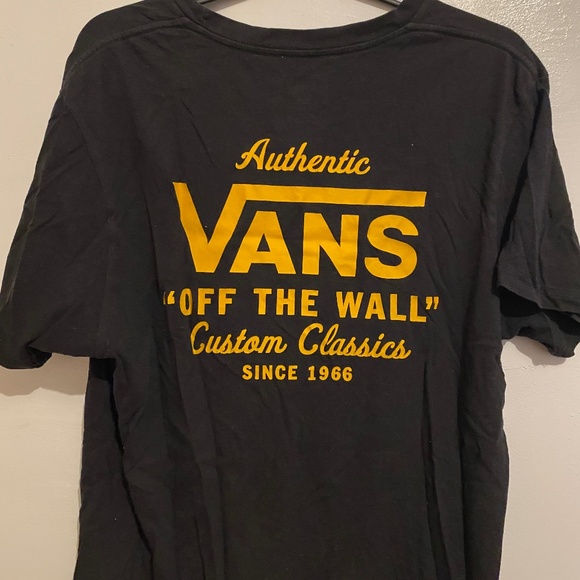 Authentic
VANS
"OFF THE WALL"
Custom Classics
SINCE 1966